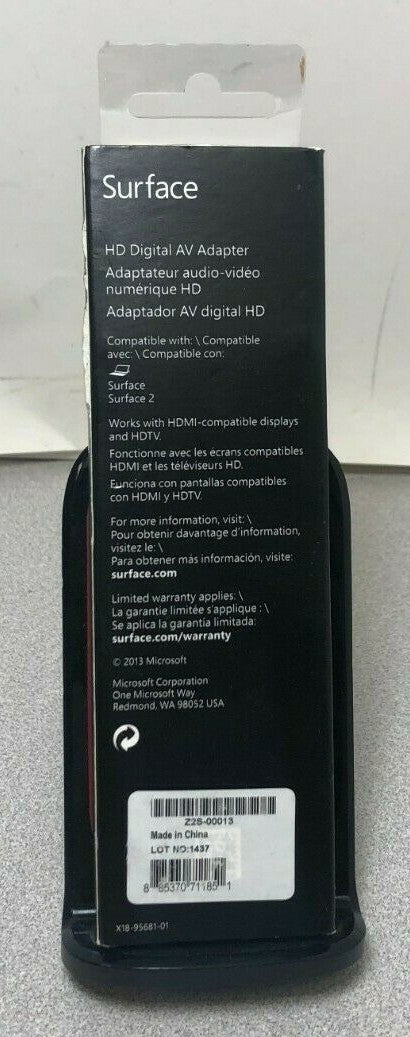 Surface
HD Digital AV Adapter
Adaptateur audio-vidéo
numérique HD
Adaptador AV digital HD
Compatible with: \ Compatible
avec: \ Compatible con:
Surface
Surface 2
Works with HDMI-compatible displays
and HDTV.
Fonctionne avec les écrans compatibles
HDMI et les téléviseurs HD.
Funciona con pantallas compatibles
con HDMI y HDTV.
For more information, visit: \
Pour obtenir davantage d'information,
visitez le: \
Para obtener más información, visite:
surface.com
Limited warranty applies: \
La garantie limitée s'applique : \
Se aplica la garantía limitada:
surface.com/warranty
© 2013 Microsoft
Microsoft Corporation
One Microsoft Way
Redmond, WA 98052 USA
Z2S-00013
Made in China
LOT NO:1437
8 85370 71185 1
X18-95681-01